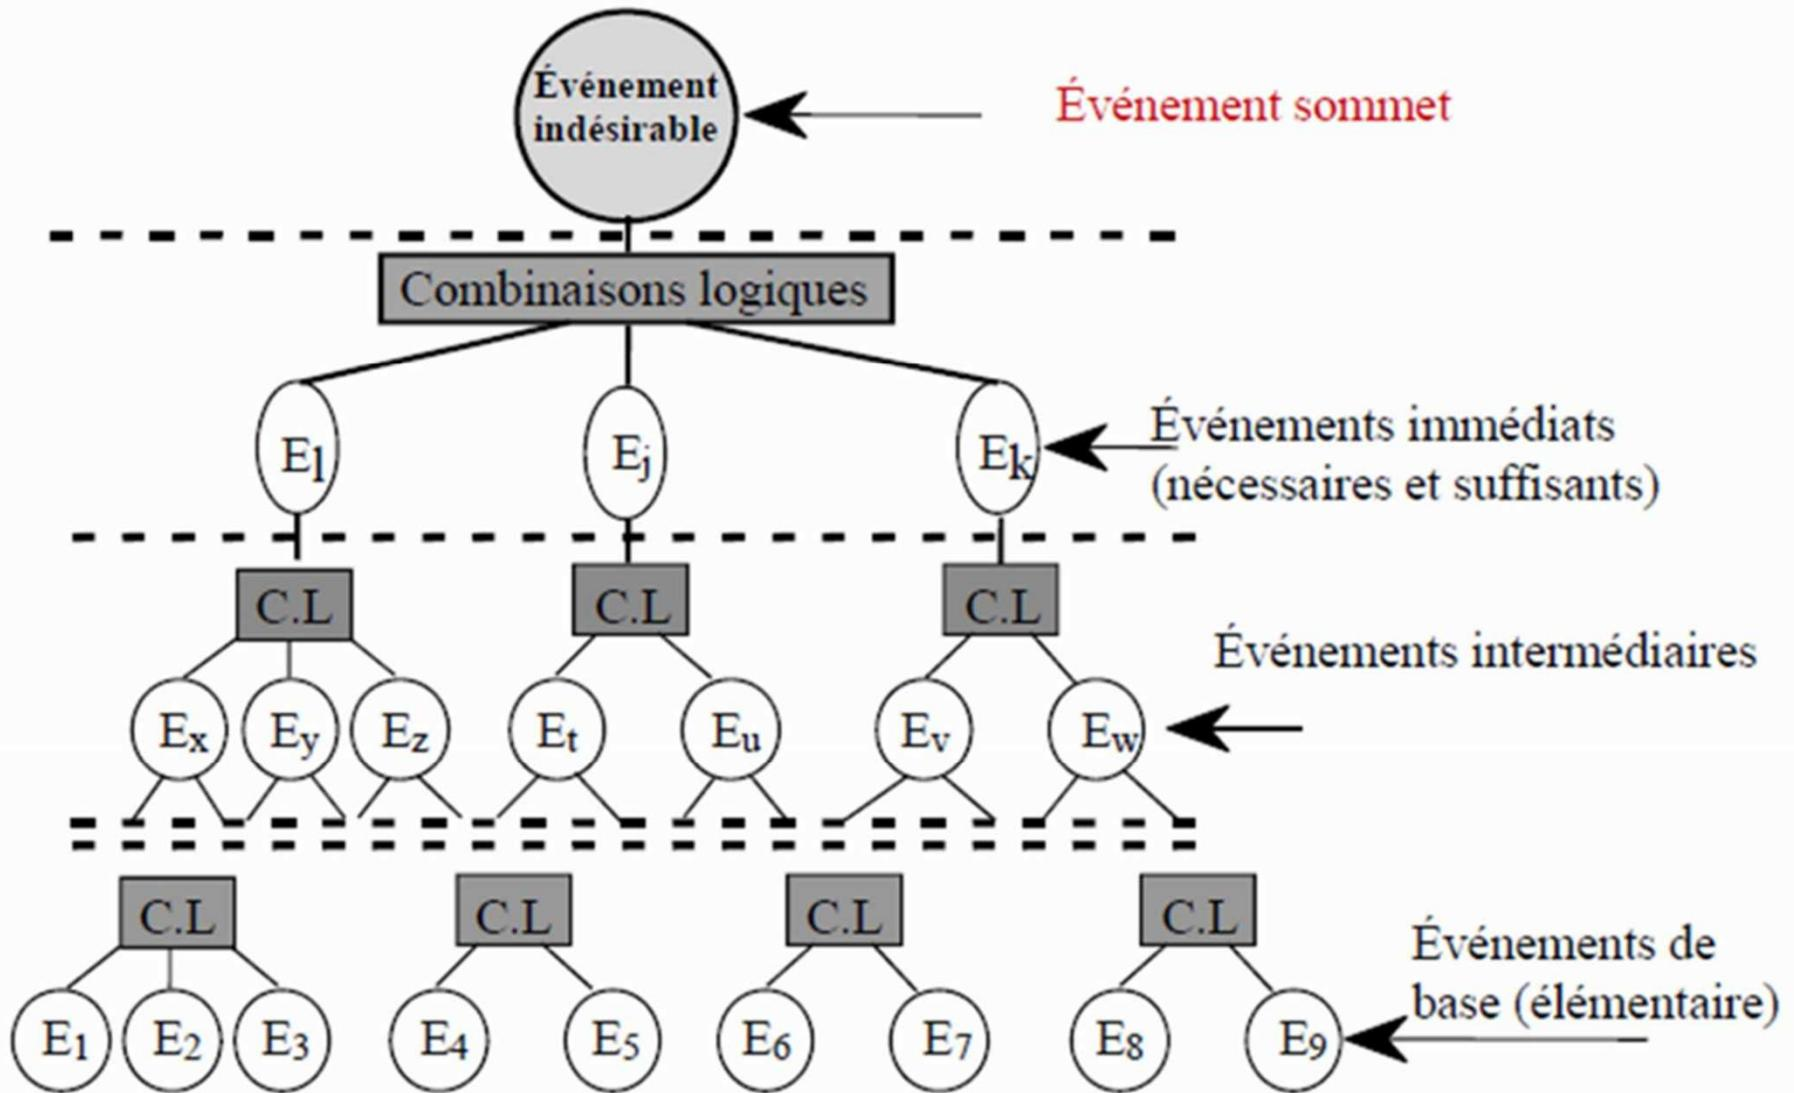 Événement
indésirable
Événement sommet
Combinaisons logiques
El
Ej
Ek
Événements immédiats
(nécessaires et suffisants)
C.L
C.L
C.L
Événements intermédiaires
Ex
Ey
Ez
Et
Eu
Ev
Ew
C.L
C.L
C.L
C.L
Événements de
base (élémentaire)
E1
E2
E3
E4
E5
E6
E7
E8
E9